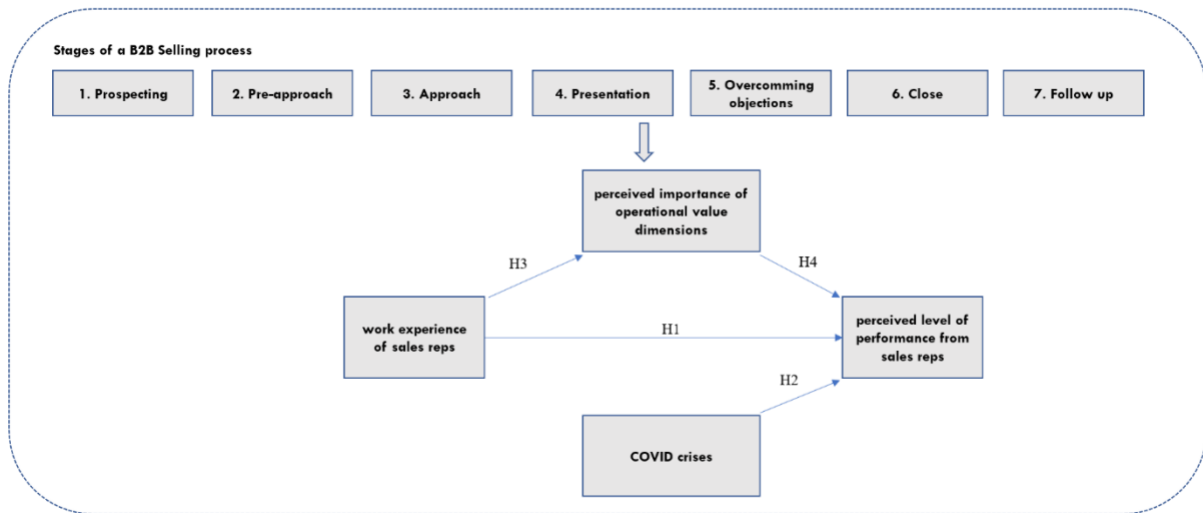 Stages of a B2B Selling process
1. Prospecting
2. Pre-approach
3. Approach
4. Presentation
5. Overcomming
objections
6. Close
7. Follow up
perceived importance of
operational value
dimensions
H3
H4
work experience
of sales reps
H1
perceived level of
performance from
sales reps
H2
COVID crises